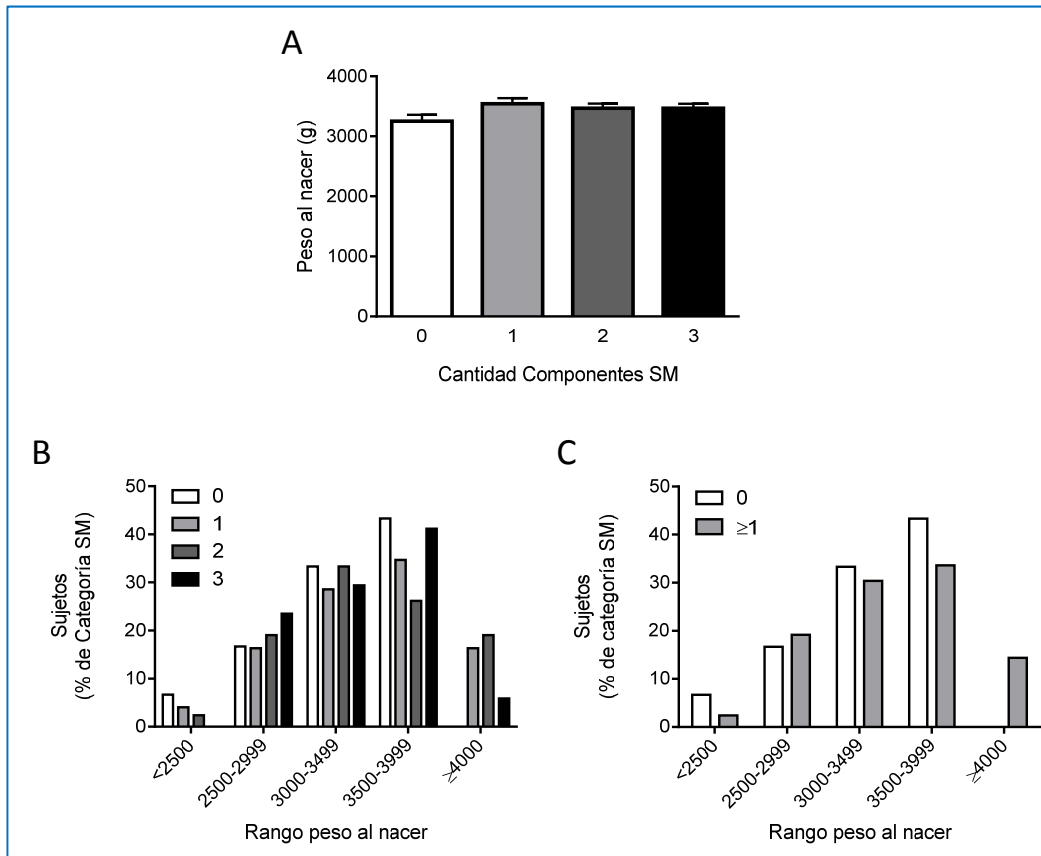 A
4000
3000
2000
1000
0
Peso al nacer (g)
0 1 2 3
Cantidad Componentes SM
B
50
40
30
20
10
0
Sujetos
(% de Categoría SM)
0
1
2
3
<2500
2500-2999
3000-3499
3500-3999
≥4000
Rango peso al nacer
C
50
40
30
20
10
0
Sujetos
(% de categoría SM)
0
≥1
<2500
2500-2999
3000-3499
3500-3999
≥4000
Rango peso al nacer